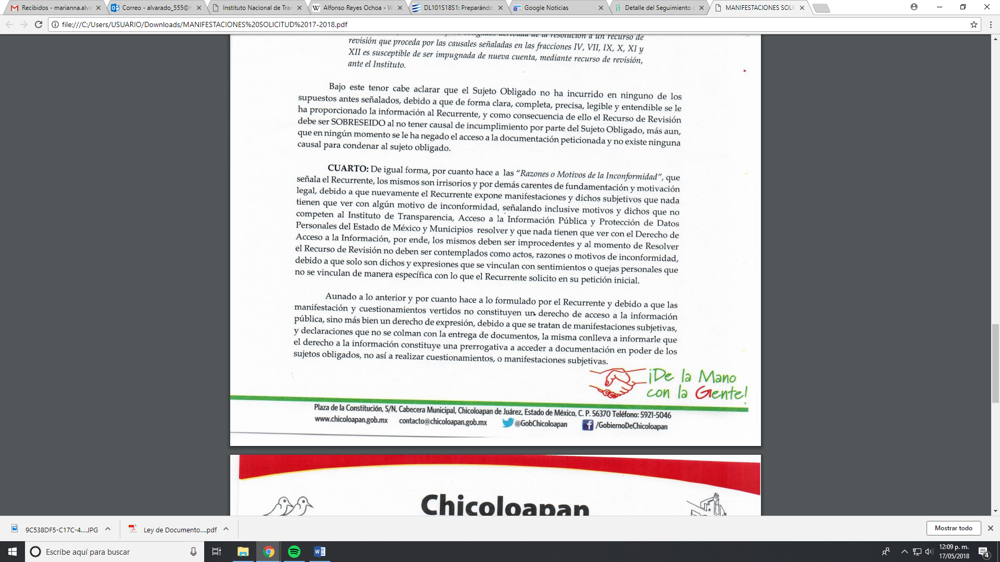 Recibidos - marianna.alva
Correo - alvarado_555@h
Instituto Nacional de Tran
Alfonso Reyes Ochoa - W
DL101S18S1: Preparándo
Google Noticias
Detalle del Seguimiento d
MANIFESTACIONES SOLIC
file:///C:/Users/USUARIO/Downloads/MANIFESTACIONES%20SOLICITUD%2017-2018.pdf
derivada de la resolución a un recurso de
revisión que proceda por las causales señaladas en las fracciones IV, VII, IX, X, XI y
XII es susceptible de ser impugnada de nueva cuenta, mediante recurso de revisión,
ante el Instituto.
Bajo este tenor cabe aclarar que el Sujeto Obligado no ha incurrido en ninguno de los
supuestos antes señalados, debido a que de forma clara, completa, precisa, legible y entendible se le
ha proporcionado la información al Recurrente, y como consecuencia de ello el Recurso de Revisión
debe ser SOBRESEIDO al no tener causal de incumplimiento por parte del Sujeto Obligado, más aun,
que en ningún momento se le ha negado el acceso a la documentación peticionada y no existe ninguna
causal para condenar al sujeto obligado.
CUARTO: De igual forma, por cuanto hace a las “Razones o Motivos de la Inconformidad”, que
señala el Recurrente, los mismos son irrisorios y por demás carentes de fundamentación y motivación
legal, debido a que nuevamente el Recurrente expone manifestaciones y dichos subjetivos que nada
tienen que ver con algún motivo de inconformidad, señalando inclusive motivos y dichos que no
competen al Instituto de Transparencia, Acceso a la Información Pública y Protección de Datos
Personales del Estado de México y Municipios resolver y que nada tienen que ver con el Derecho de
Acceso a la Información, por ende, los mismos deben ser improcedentes y al momento de Resolver
el Recurso de Revisión no deben ser contemplados como actos, razones o motivos de inconformidad,
debido a que solo son dichos y expresiones que se vinculan con sentimientos o quejas personales que
no se vinculan de manera específica con lo que el Recurrente solicito en su petición inicial.
Aunado a lo anterior y por cuanto hace a lo formulado por el Recurrente y debido a que las
manifestación y cuestionamientos vertidos no constituyen un derecho de acceso a la información
pública, sino más bien un derecho de expresión, debido a que se tratan de manifestaciones subjetivas,
y declaraciones que no se colman con la entrega de documentos, la misma conlleva a informarle que
el derecho a la información constituye una prerrogativa a acceder a documentación en poder de los
sujetos obligados, no así a realizar cuestionamientos, o manifestaciones subjetivas.
¡De la Mano
con la Gente!
Plaza de la Constitución, S/N, Cabecera Municipal, Chicoloapan de Juárez, Estado de México, C. P. 56370 Teléfono: 5921-5046
www.chicoloapan.gob.mx contacto@chicoloapan.gob.mx @GobChicoloapan /GobiernoDeChicoloapan
Chicoloapan
9C538DF5-C17C-4....JPG
Ley de Documento....pdf
Mostrar todo
Escribe aquí para buscar
12:09 p. m.
17/05/2018
4